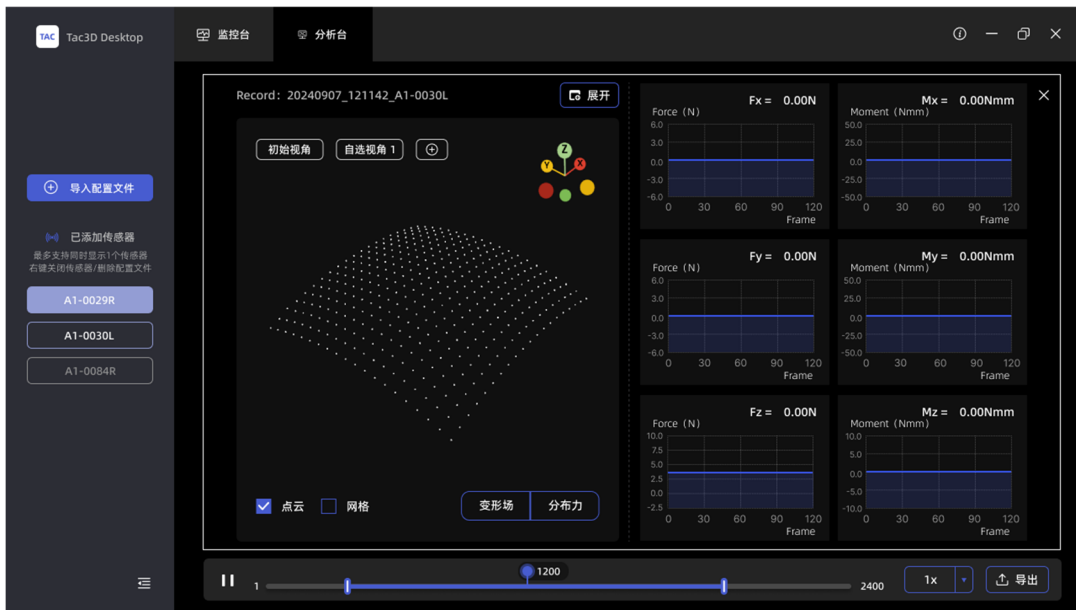 TAC Tac3D Desktop
监控台
分析台
导入配置文件
已添加传感器
最多支持同时显示1个传感器
右键关闭传感器/删除配置文件
A1-0029R
A1-0030L
A1-0084R
Record: 20240907_121142_A1-0030L
展开
初始视角
自选视角 1
Z
Y
X
点云
网格
变形场
分布力
Fx = 0.00N
Force (N)
6.0
3.0
0.0
-3.0
-6.0
0 30 60 90 120
Frame
Mx = 0.00Nmm
Moment (Nmm)
50.0
25.0
0.0
-25.0
-50.0
0 30 60 90 120
Frame
Fy = 0.00N
Force (N)
6.0
3.0
0.0
-3.0
-6.0
0 30 60 90 120
Frame
My = 0.00Nmm
Moment (Nmm)
50.0
25.0
0.0
-25.0
-50.0
0 30 60 90 120
Frame
Fz = 0.00N
Force (N)
10.0
7.5
5.0
2.5
0.0
-2.5
0 30 60 90 120
Frame
Mz = 0.00Nmm
Moment (Nmm)
10.0
5.0
0.0
-5.0
-10.0
0 30 60 90 120
Frame
1200
1
2400
1x
导出